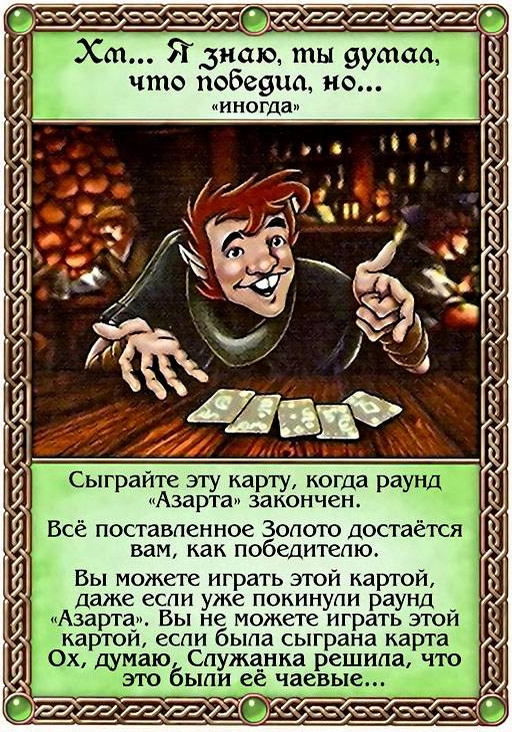 Хм... Я знаю, ты думал,
что победил, но...
«иногда»
Сыграйте эту карту, когда раунд
«Азарта» закончен.
Всё поставленное Золото достаётся
вам, как победителю.
Вы можете играть этой картой,
даже если уже покинули раунд
«Азарта». Вы не можете играть этой
картой, если была сыграна карта
Ох, думаю, Служанка решила, что
это были её чаевые...